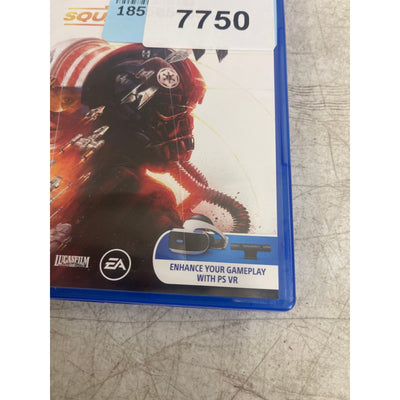 185
7750
SQU
LUCASFILM
EA
ENHANCE YOUR GAMEPLAY
WITH PS VR